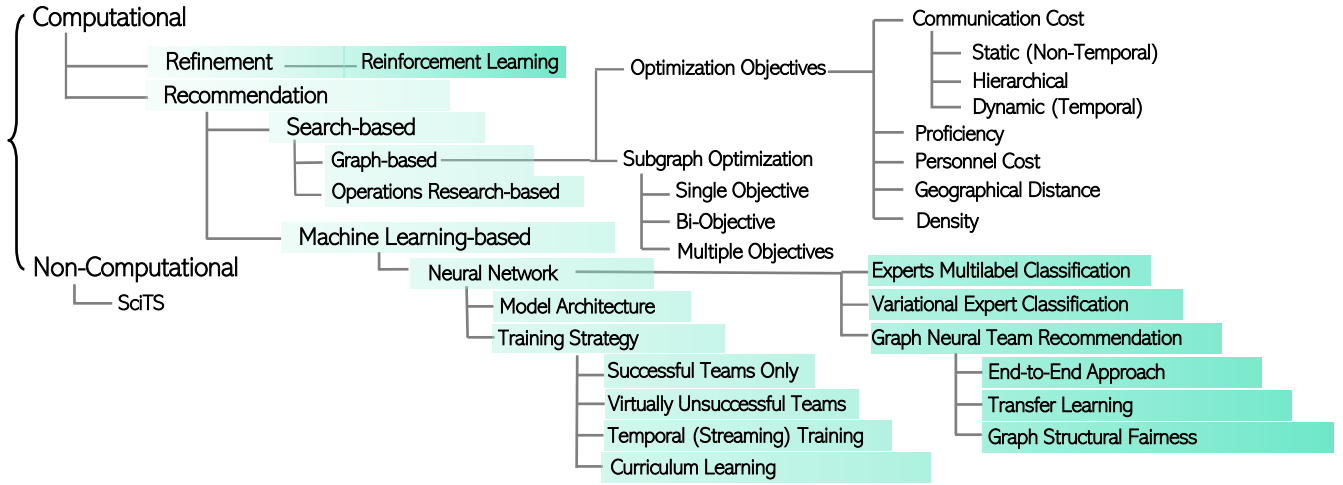 Computational
Refinement
Reinforcement Learning
Recommendation
Search-based
Graph-based
Operations Research-based
Optimization Objectives
Communication Cost
Static (Non-Temporal)
Hierarchical
Dynamic (Temporal)
Proficiency
Personnel Cost
Geographical Distance
Density
Subgraph Optimization
Single Objective
Bi-Objective
Multiple Objectives
Machine Learning-based
Neural Network
Model Architecture
Training Strategy
Successful Teams Only
Virtually Unsuccessful Teams
Temporal (Streaming) Training
Curriculum Learning
Experts Multilabel Classification
Variational Expert Classification
Graph Neural Team Recommendation
End-to-End Approach
Transfer Learning
Graph Structural Fairness
Non-Computational
SciTS